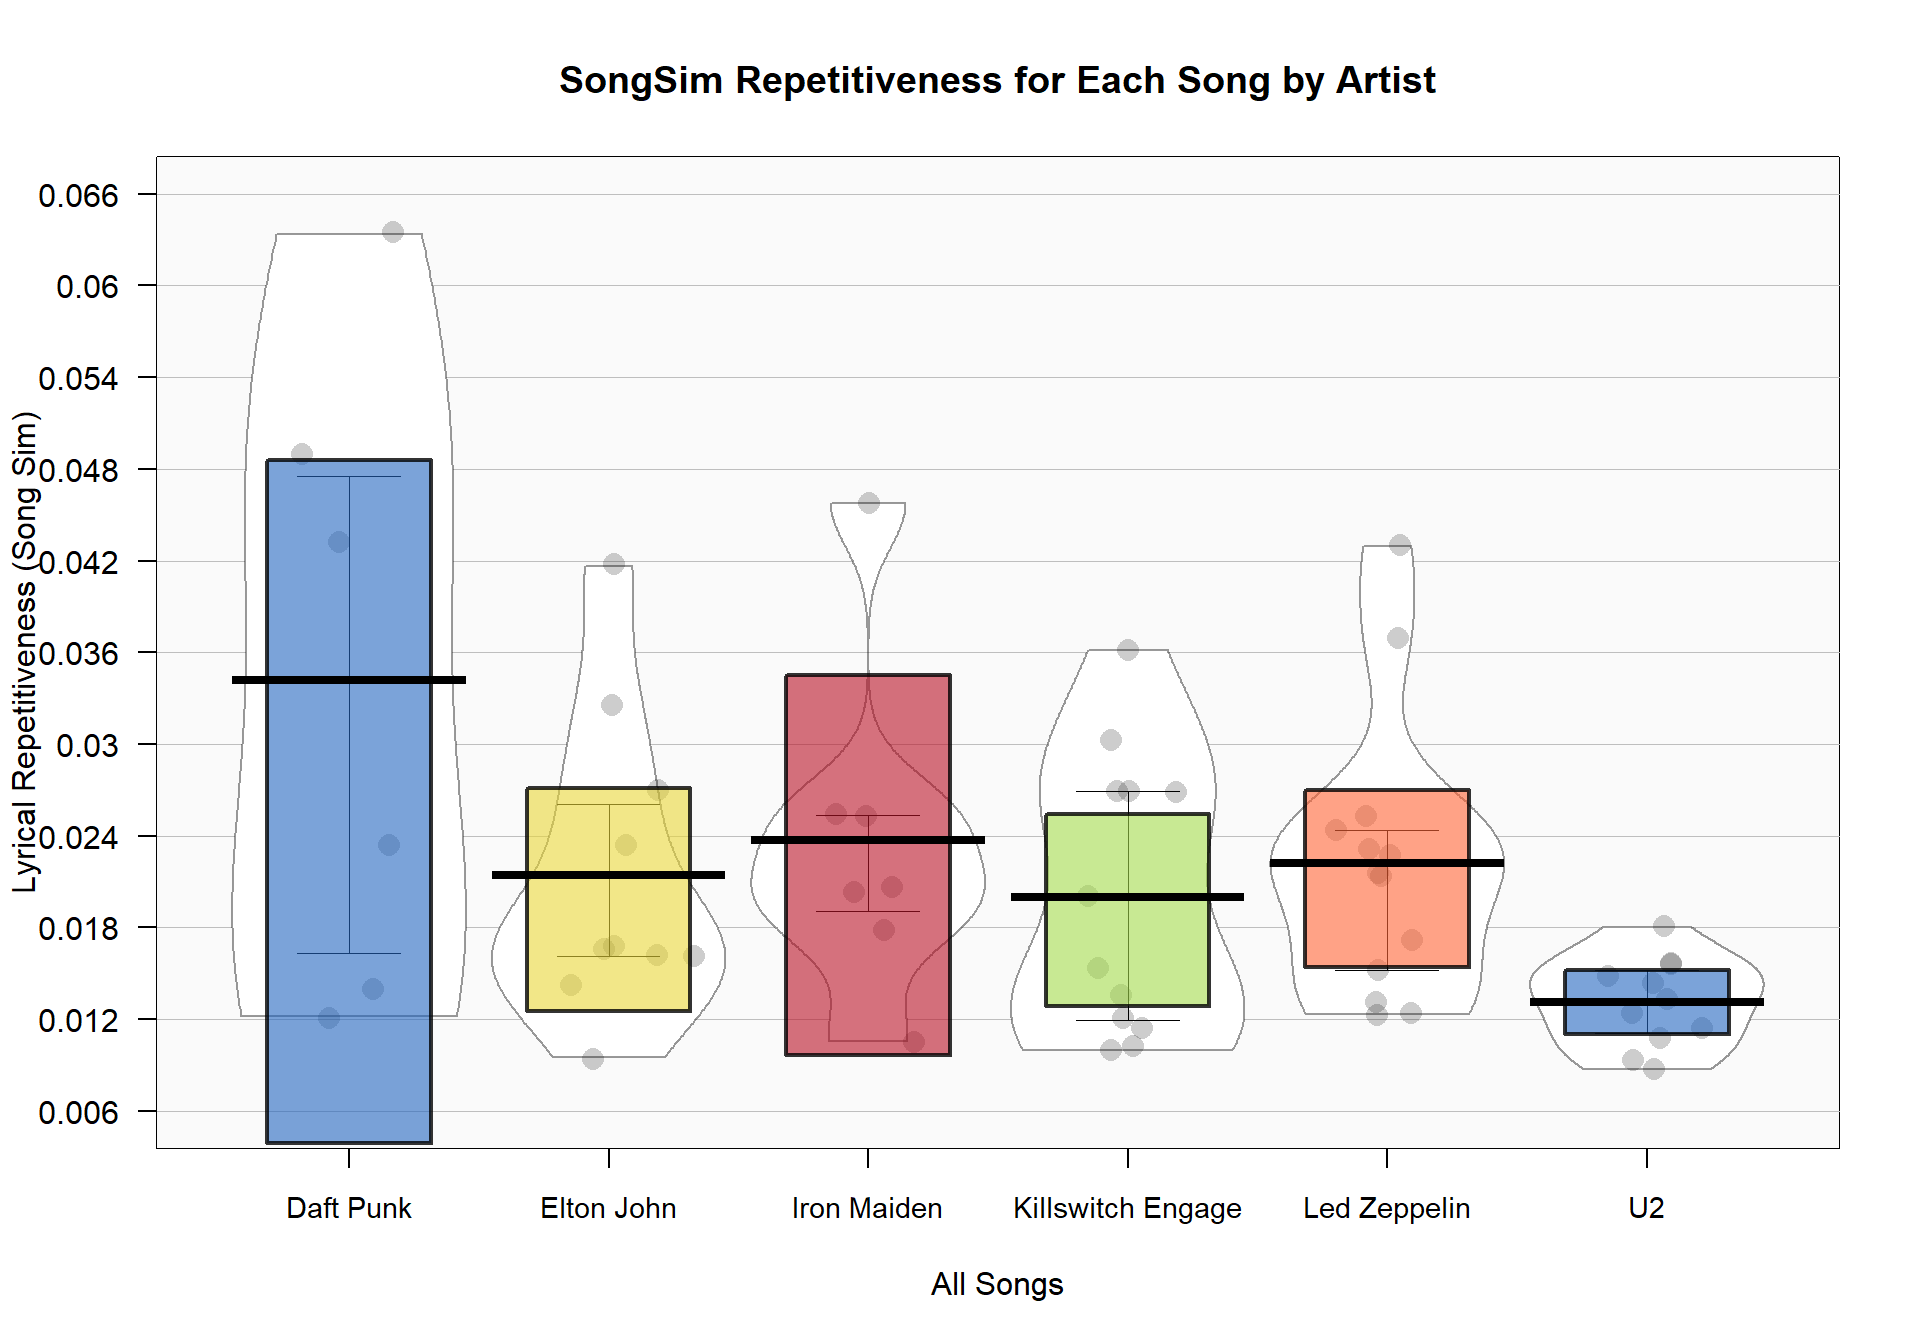 SongSim Repetitiveness for Each Song by Artist
Lyrical Repetitiveness (Song Sim)
0.066
0.06
0.054
0.048
0.042
0.036
0.03
0.024
0.018
0.012
0.006
Daft Punk Elton John Iron Maiden Killswitch Engage Led Zeppelin U2
All Songs